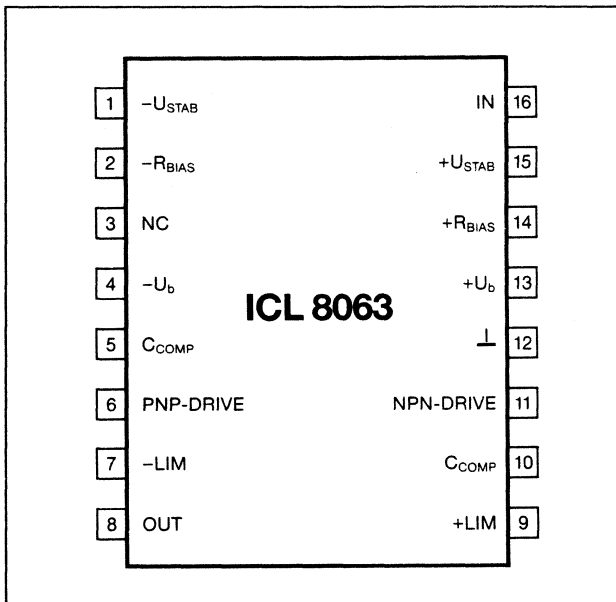 1 -U_STAB IN 16
2 -R_BIAS +U_STAB 15
3 NC +R_BIAS 14
4 -U_b +U_b 13
ICL 8063
5 C_COMP ⊥ 12
6 PNP-DRIVE NPN-DRIVE 11
7 -LIM C_COMP 10
8 OUT +LIM 9